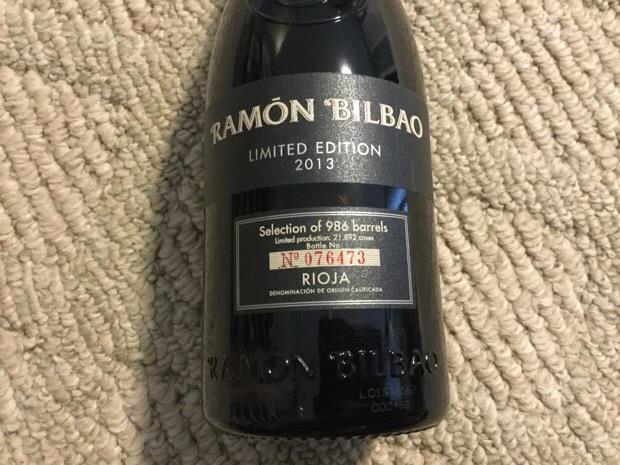 RAMÓN BILBAO
LIMITED EDITION
2013
Selection of 986 barrels
Limited production: 21.892 cases
Bottle No.
Nº 076473
RIOJA
DENOMINACIÓN DE ORIGEN CALIFICADA
RAMÓN BILBAO